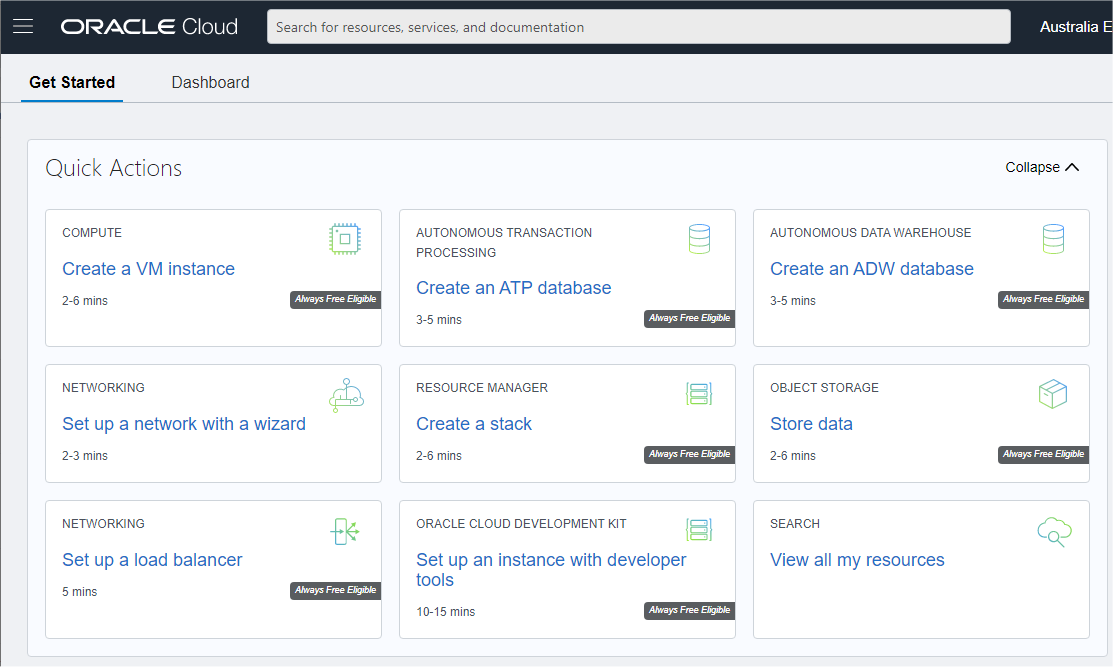 ORACLE Cloud
Search for resources, services, and documentation
Australia E
Get Started
Dashboard
Quick Actions
Collapse
COMPUTE
Create a VM instance
2-6 mins
Always Free Eligible
AUTONOMOUS TRANSACTION
PROCESSING
Create an ATP database
3-5 mins
Always Free Eligible
AUTONOMOUS DATA WAREHOUSE
Create an ADW database
3-5 mins
Always Free Eligible
NETWORKING
Set up a network with a wizard
2-3 mins
RESOURCE MANAGER
Create a stack
2-6 mins
Always Free Eligible
OBJECT STORAGE
Store data
2-6 mins
Always Free Eligible
NETWORKING
Set up a load balancer
5 mins
Always Free Eligible
ORACLE CLOUD DEVELOPMENT KIT
Set up an instance with developer
tools
10-15 mins
Always Free Eligible
SEARCH
View all my resources